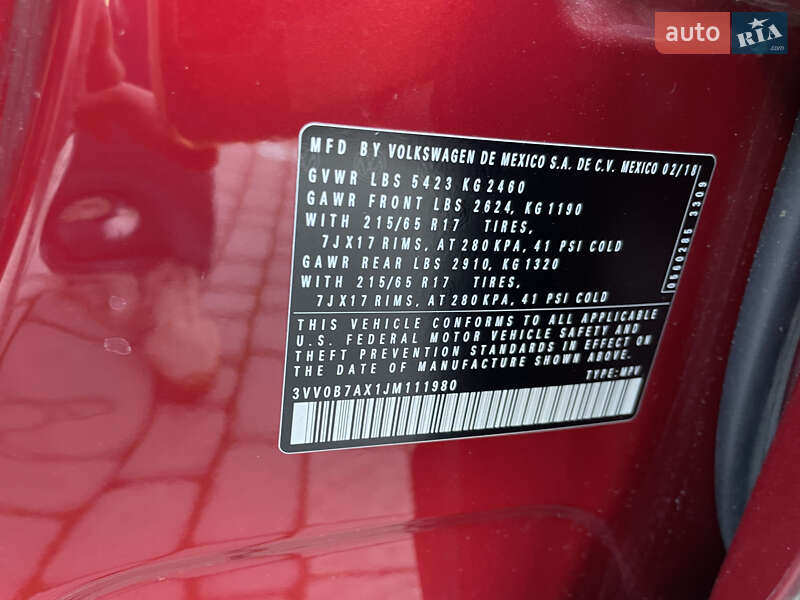 auto RIA
MFD BY VOLKSWAGEN DE MEXICO S.A. DE C.V. MEXICO 02/18
GVWR LBS 5423 KG 2460
GAWR FRONT LBS 2624, KG 1190
WITH 215/65 R17 TIRES,
7JX17 RIMS, AT 280 KPA, 41 PSI COLD
GAWR REAR LBS 2910, KG 1320
WITH 215/65 R17 TIRES,
7JX17 RIMS, AT 280 KPA, 41 PSI COLD
THIS VEHICLE CONFORMS TO ALL APPLICABLE
U.S. FEDERAL MOTOR VEHICLE SAFETY AND
THEFT PREVENTION STANDARDS IN EFFECT ON
THE DATE OF MANUFACTURE SHOWN ABOVE.
3VV0B7AX1JM111980 TYPE: MPV
0560285 3309